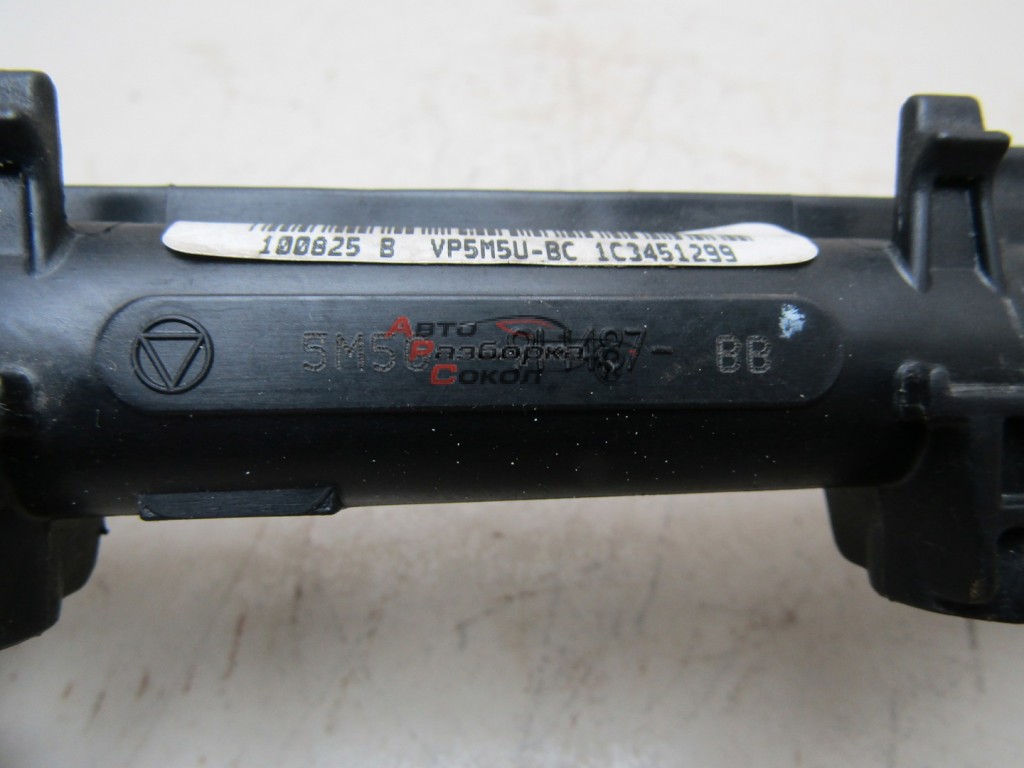 100825 B VP5M5U-BC 1C3451299
BB
Авто
Разборка
Сокол